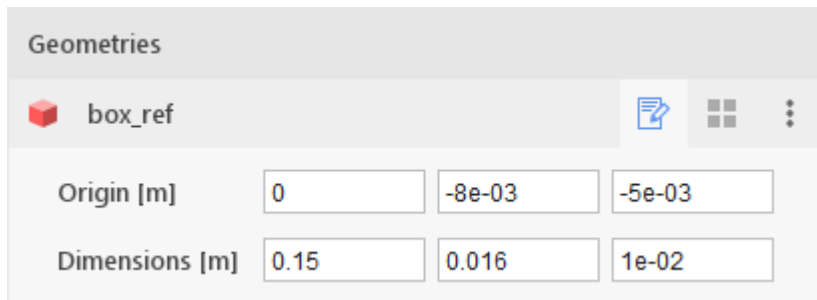 Geometries
box_ref
Origin [m] 0 -8e-03 -5e-03
Dimensions [m] 0.15 0.016 1e-02